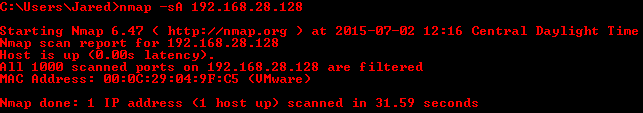 C:\Users\Jared>nmap -sA 192.168.28.128
Starting Nmap 6.47 ( http://nmap.org ) at 2015-07-02 12:16 Central Daylight Time
Nmap scan report for 192.168.28.128
Host is up (0.00s latency).
All 1000 scanned ports on 192.168.28.128 are filtered
MAC Address: 00:0C:29:04:9F:C5 (VMware)
Nmap done: 1 IP address (1 host up) scanned in 31.59 seconds